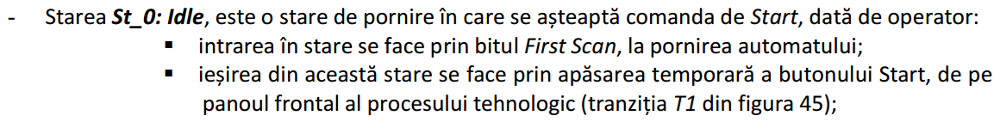 - Starea St_0: Idle, este o stare de pornire în care se așteaptă comanda de Start, dată de operator:
▪ intrarea în stare se face prin bitul First Scan, la pornirea automatului;
▪ ieșirea din această stare se face prin apăsarea temporară a butonului Start, de pe
panoul frontal al procesului tehnologic (tranziția T1 din figura 45);